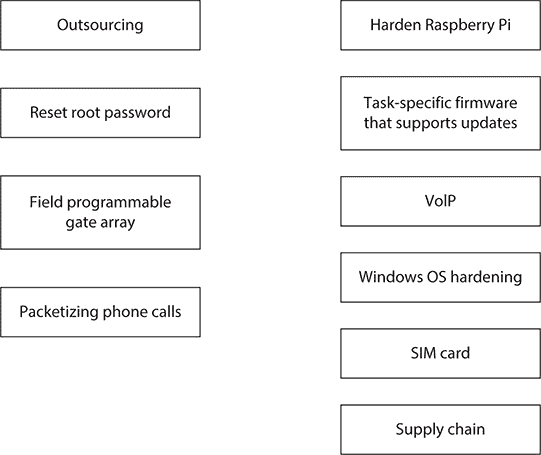 Outsourcing
Reset root password
Field programmable
gate array
Packetizing phone calls
Harden Raspberry Pi
Task-specific firmware
that supports updates
VoIP
Windows OS hardening
SIM card
Supply chain